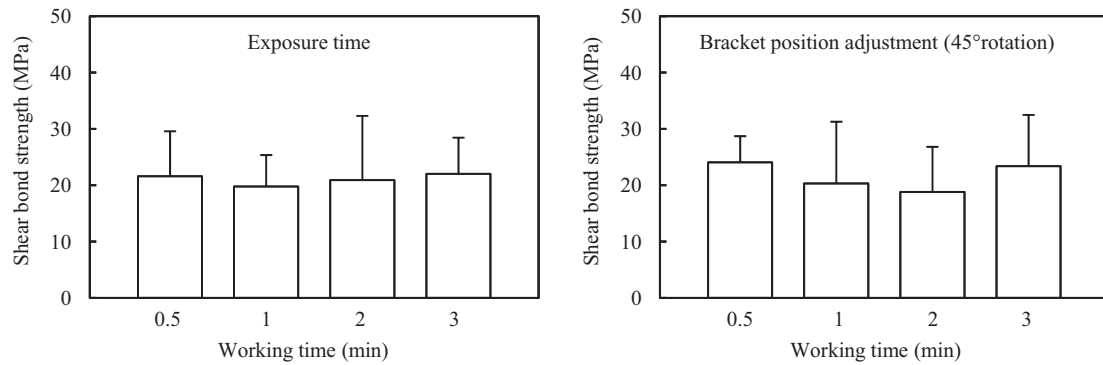 Exposure time
Shear bond strength (MPa)
50
40
30
20
10
0
0.5 1 2 3
Working time (min)
Bracket position adjustment (45°rotation)
Shear bond strength (MPa)
50
40
30
20
10
0
0.5 1 2 3
Working time (min)